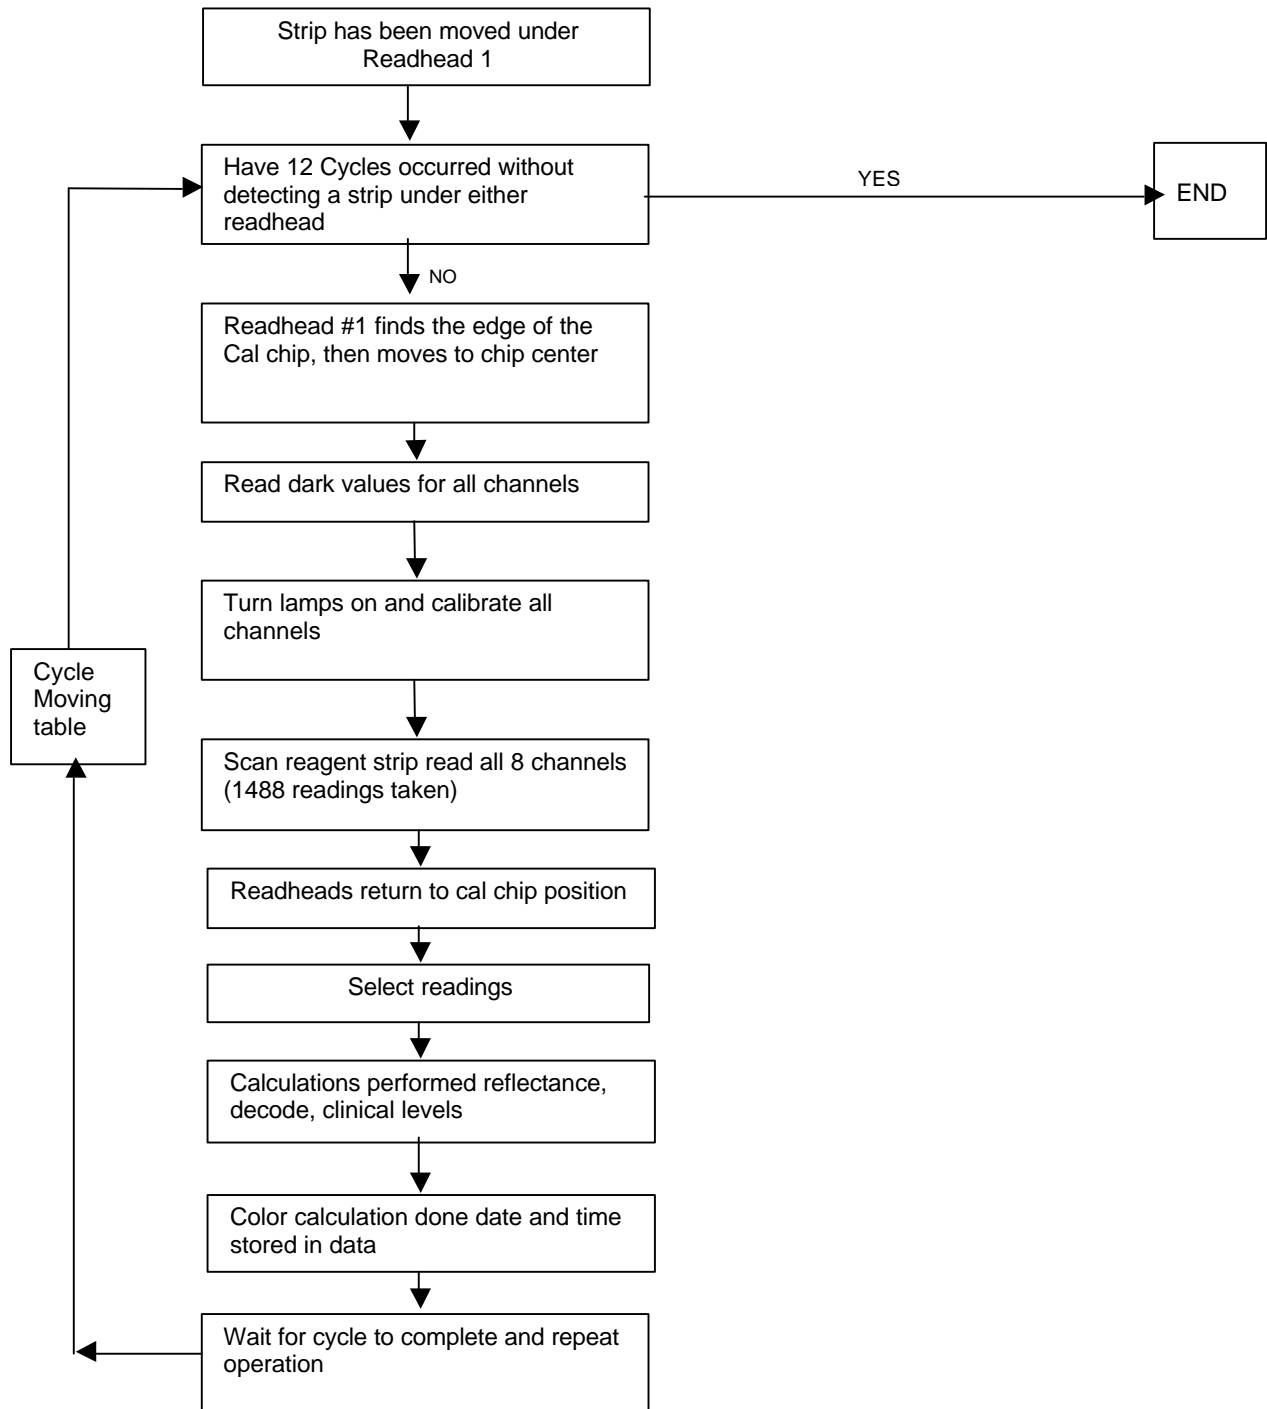 Strip has been moved under
Readhead 1
Have 12 Cycles occurred without
detecting a strip under either
readhead
YES
END
NO
Readhead #1 finds the edge of the
Cal chip, then moves to chip center
Read dark values for all channels
Turn lamps on and calibrate all
channels
Cycle
Moving
table
Scan reagent strip read all 8 channels
(1488 readings taken)
Readheads return to cal chip position
Select readings
Calculations performed reflectance,
decode, clinical levels
Color calculation done date and time
stored in data
Wait for cycle to complete and repeat
operation